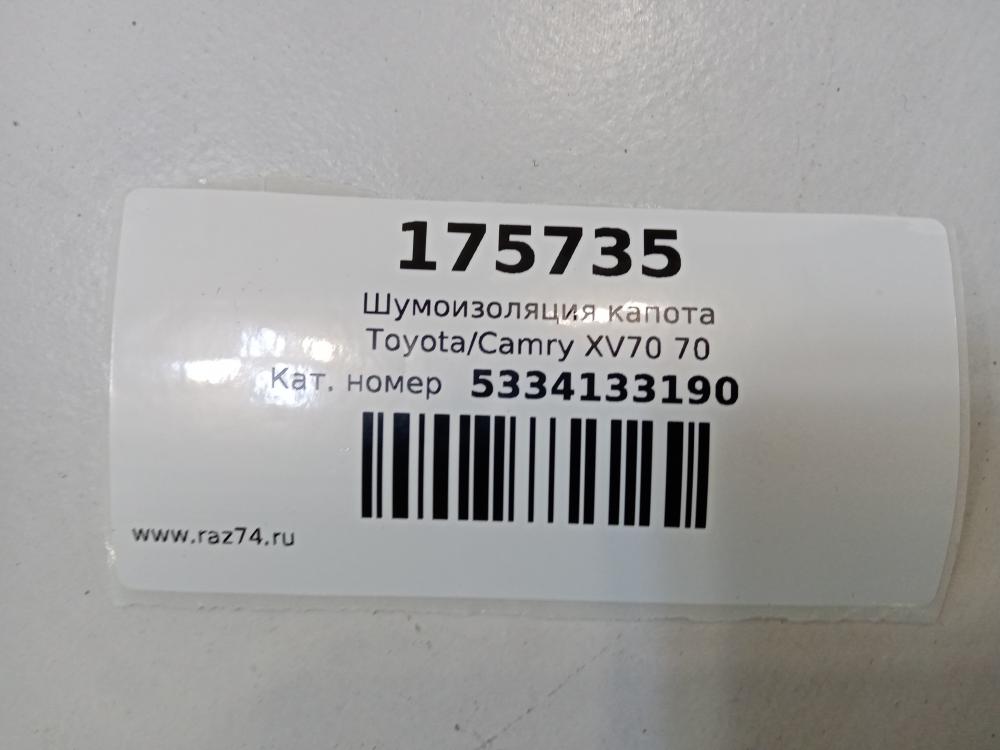 175735
Шумоизоляция капота
Toyota/Camry XV70 70
Кат. номер 5334133190
www.raz74.ru